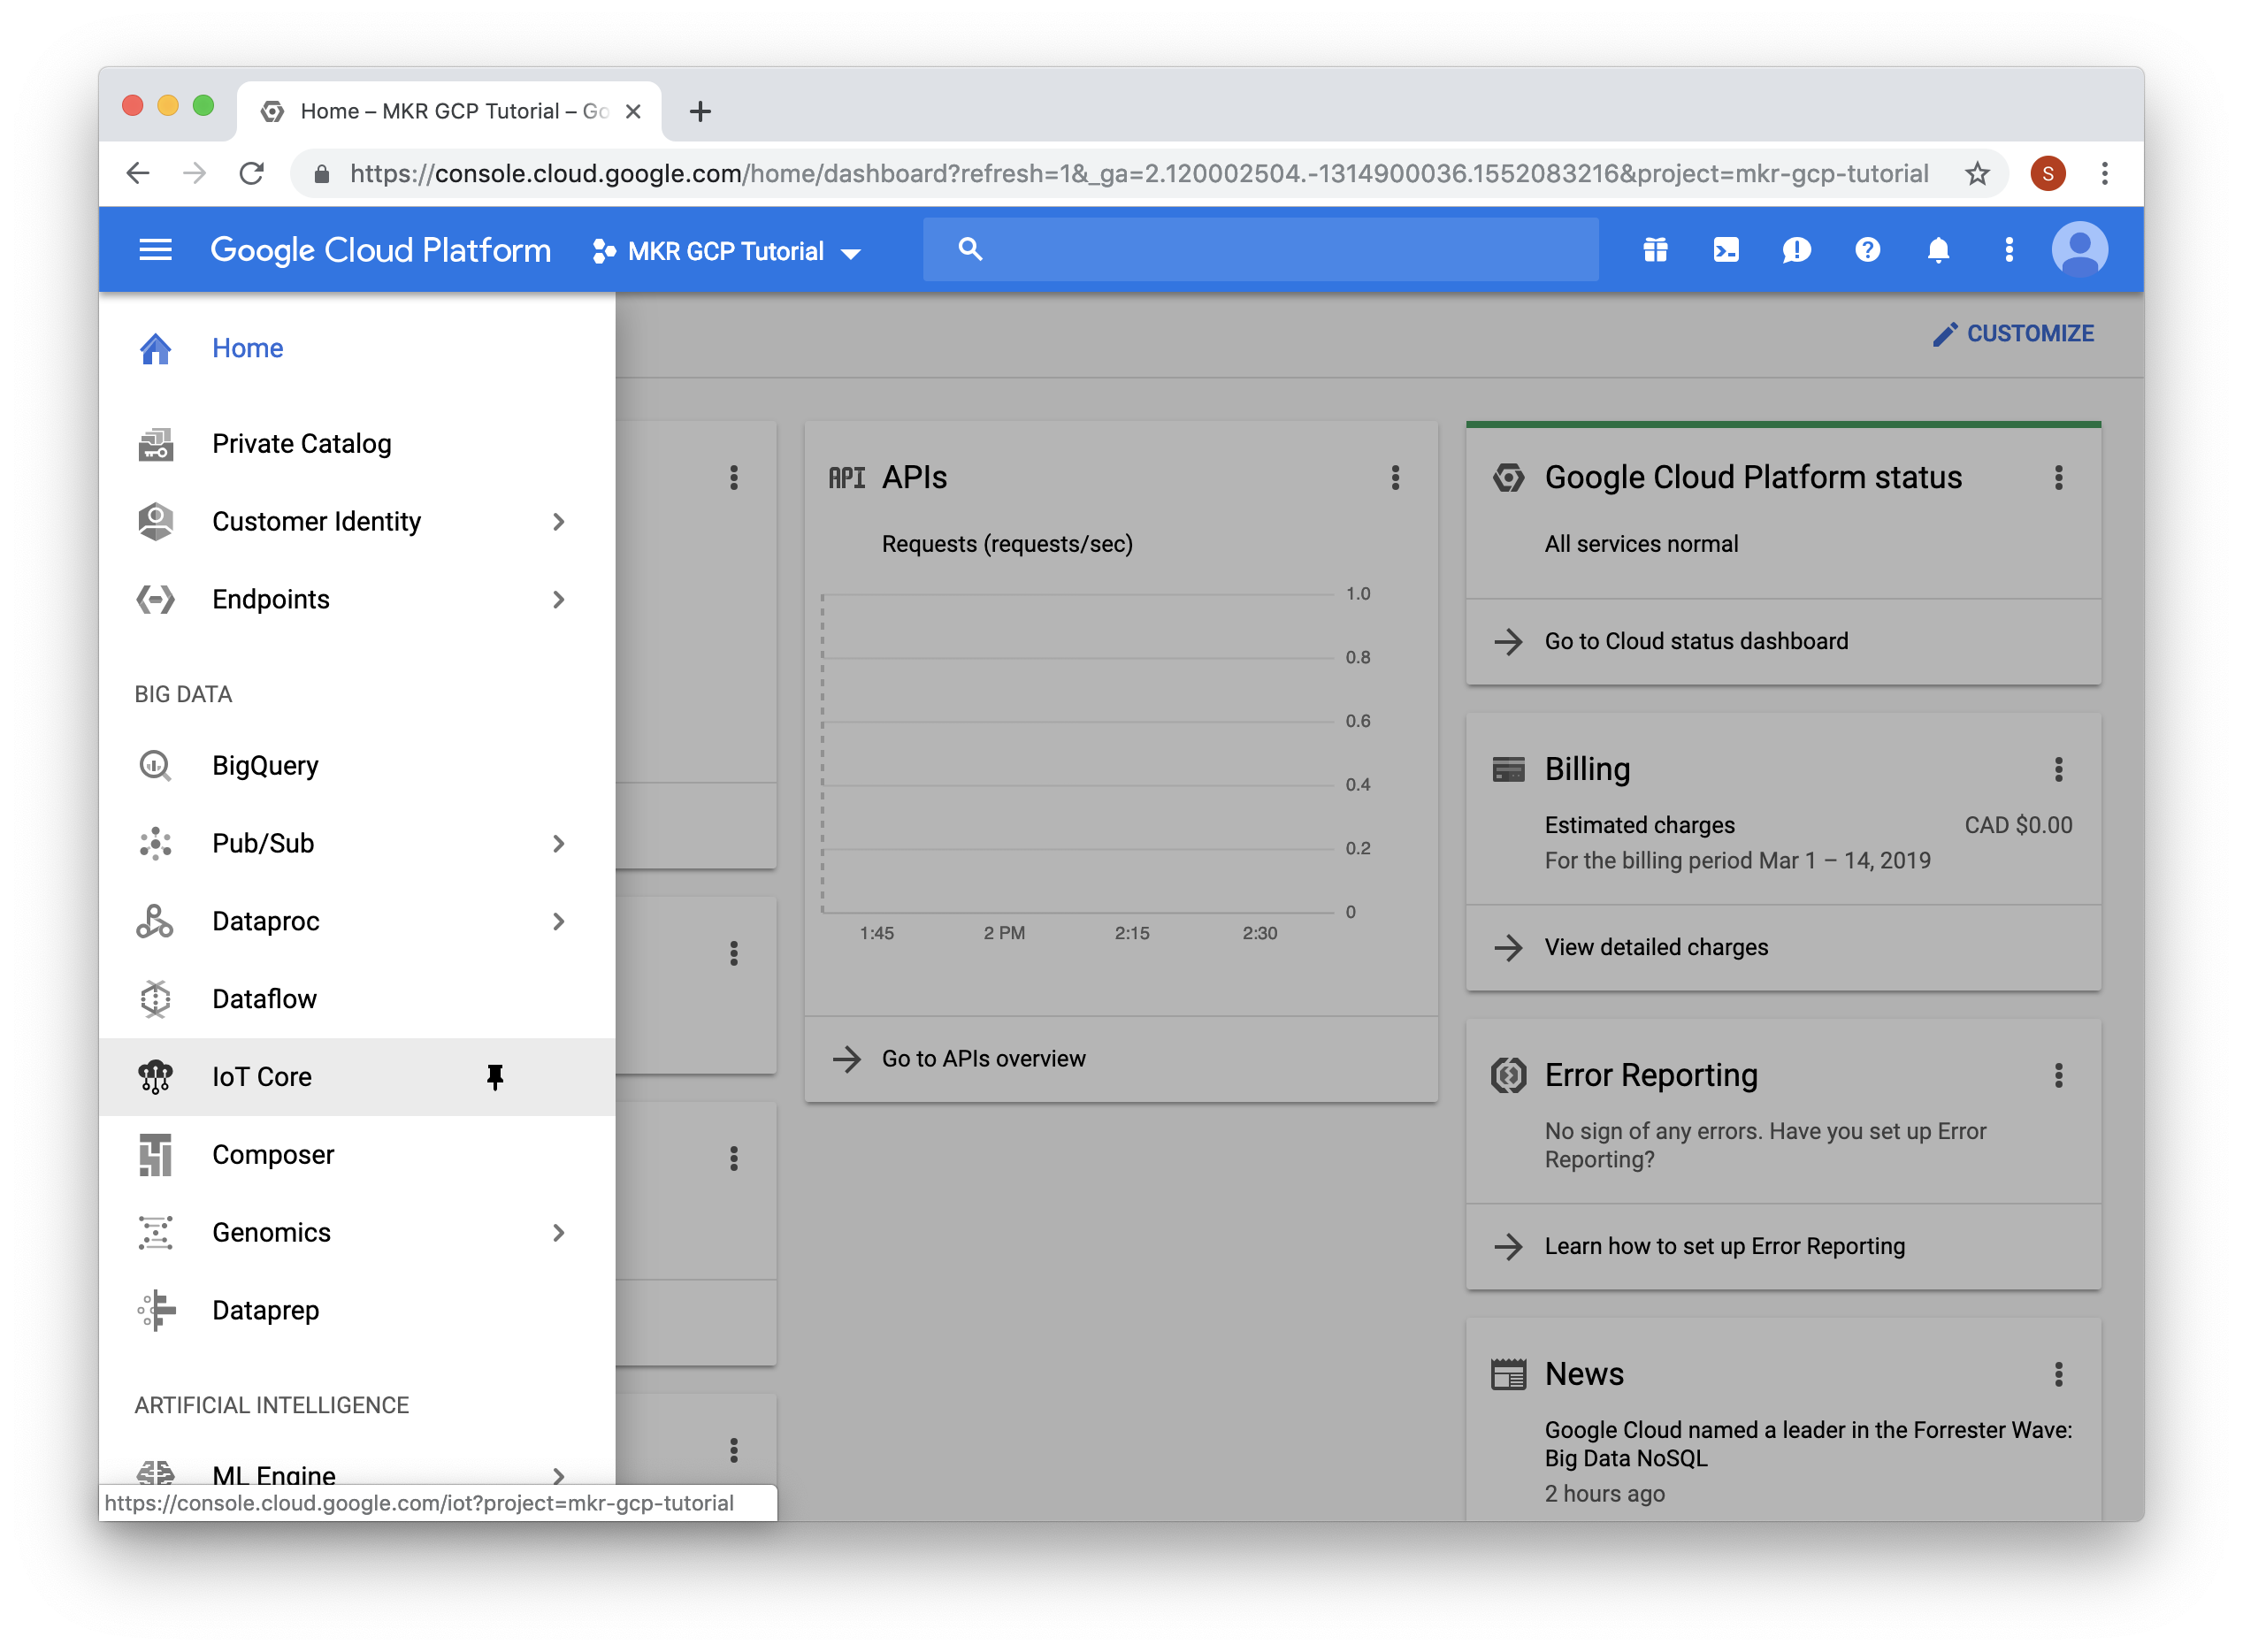 Home – MKR GCP Tutorial – Go
https://console.cloud.google.com/home/dashboard?refresh=1&_ga=2.120002504.-1314900036.1552083216&project=mkr-gcp-tutorial
S
Google Cloud Platform
MKR GCP Tutorial
Home
Private Catalog
Customer Identity
Endpoints
BIG DATA
BigQuery
Pub/Sub
Dataproc
Dataflow
IoT Core
Composer
Genomics
Dataprep
ARTIFICIAL INTELLIGENCE
ML Engine
https://console.cloud.google.com/iot?project=mkr-gcp-tutorial
CUSTOMIZE
API APIs
Requests (requests/sec)
1.0
0.8
0.6
0.4
0.2
0
1:45 2 PM 2:15 2:30
Go to APIs overview
Google Cloud Platform status
All services normal
Go to Cloud status dashboard
Billing
Estimated charges CAD $0.00
For the billing period Mar 1 – 14, 2019
View detailed charges
Error Reporting
No sign of any errors. Have you set up Error
Reporting?
Learn how to set up Error Reporting
News
Google Cloud named a leader in the Forrester Wave:
Big Data NoSQL
2 hours ago